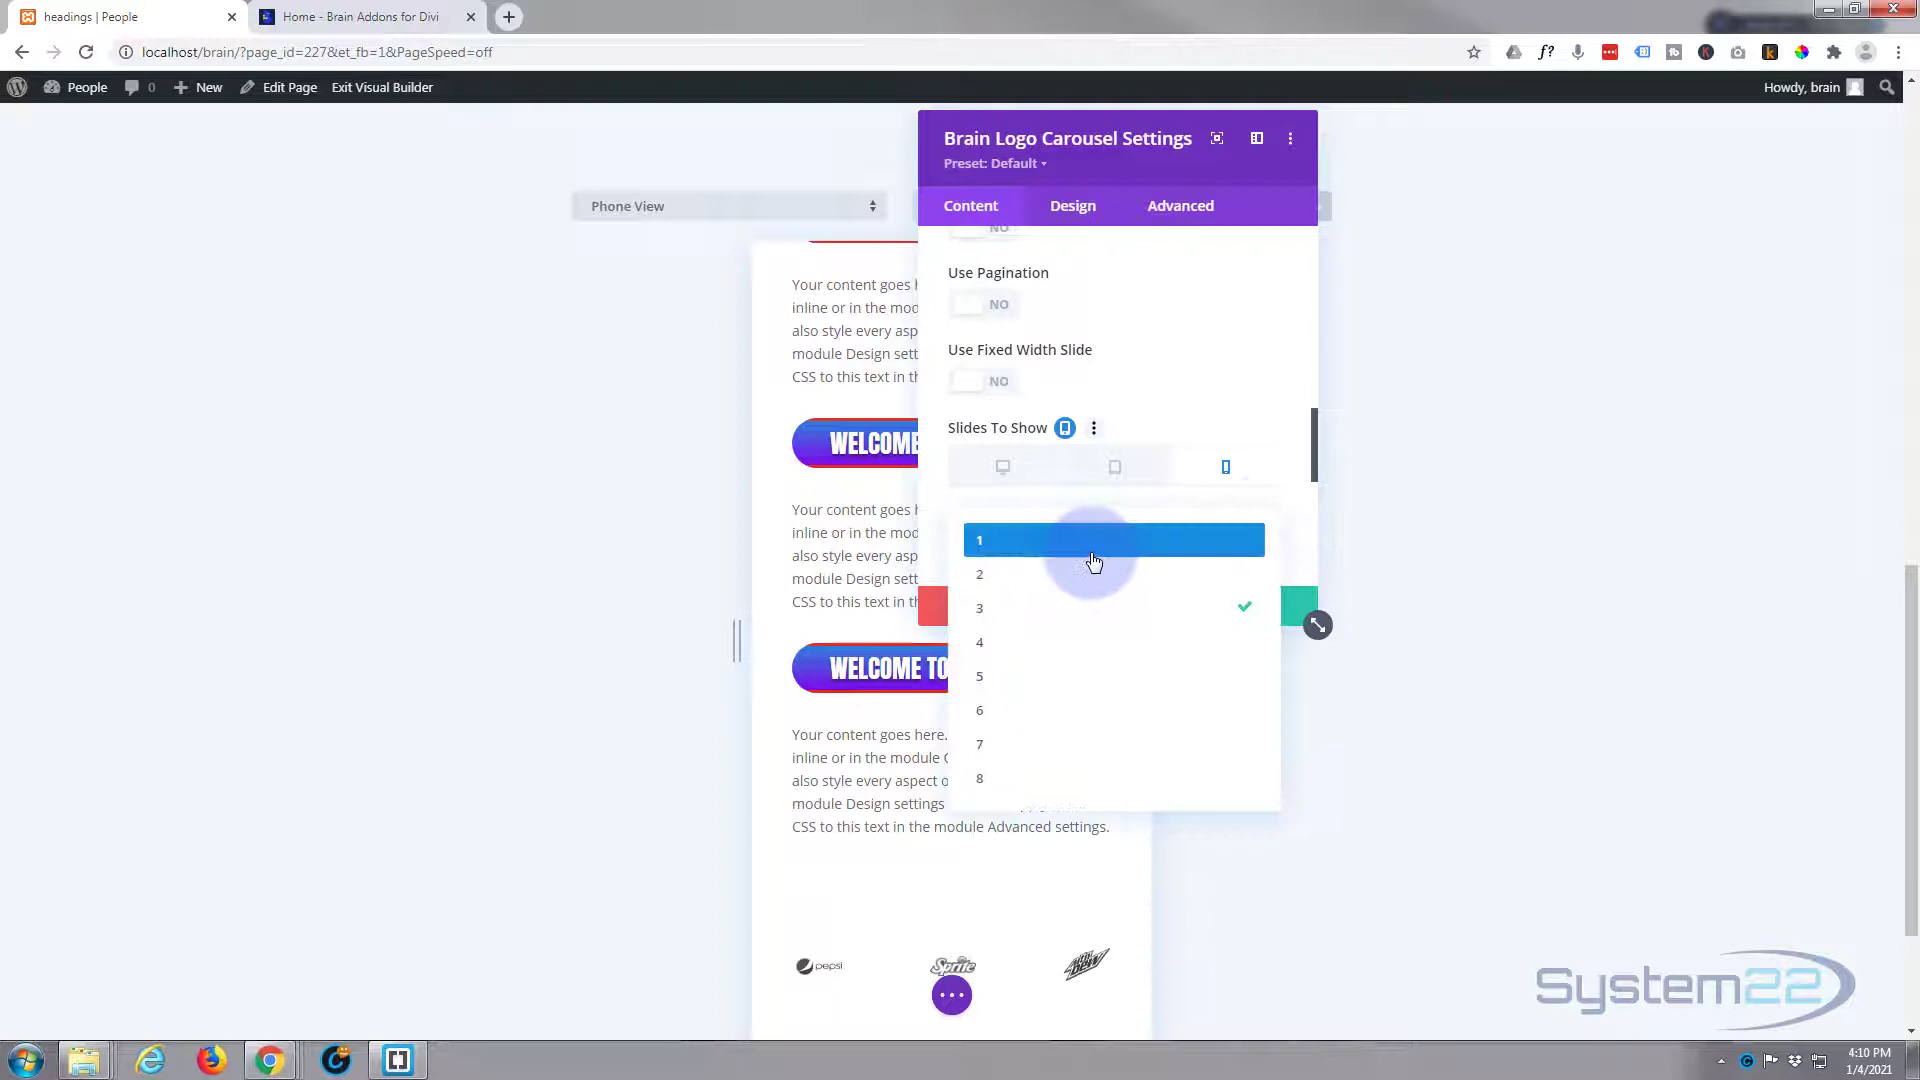 headings | People
Home - Brain Addons for Divi
localhost/brain/?page_id=227&et_fb=1&PageSpeed=off
People
0
New
Edit Page
Exit Visual Builder
Howdy, brain
Phone View
Brain Logo Carousel Settings
Preset: Default
Content
Design
Advanced
NO
Use Pagination
NO
Use Fixed Width Slide
NO
Slides To Show
1
2
3
4
5
6
7
8
Your content goes
inline or in the mod
also style every asp
module Design set
CSS to this text in th
WELCOME
Your content goes
inline or in the mod
also style every asp
module Design set
CSS to this text in th
WELCOME TO
Your content goes here.
inline or in the module
also style every aspect o
module Design settings
CSS to this text in the module Advanced settings.
pepsi
Sprite
Mtn Dew
System22
4:10 PM
1/4/2021